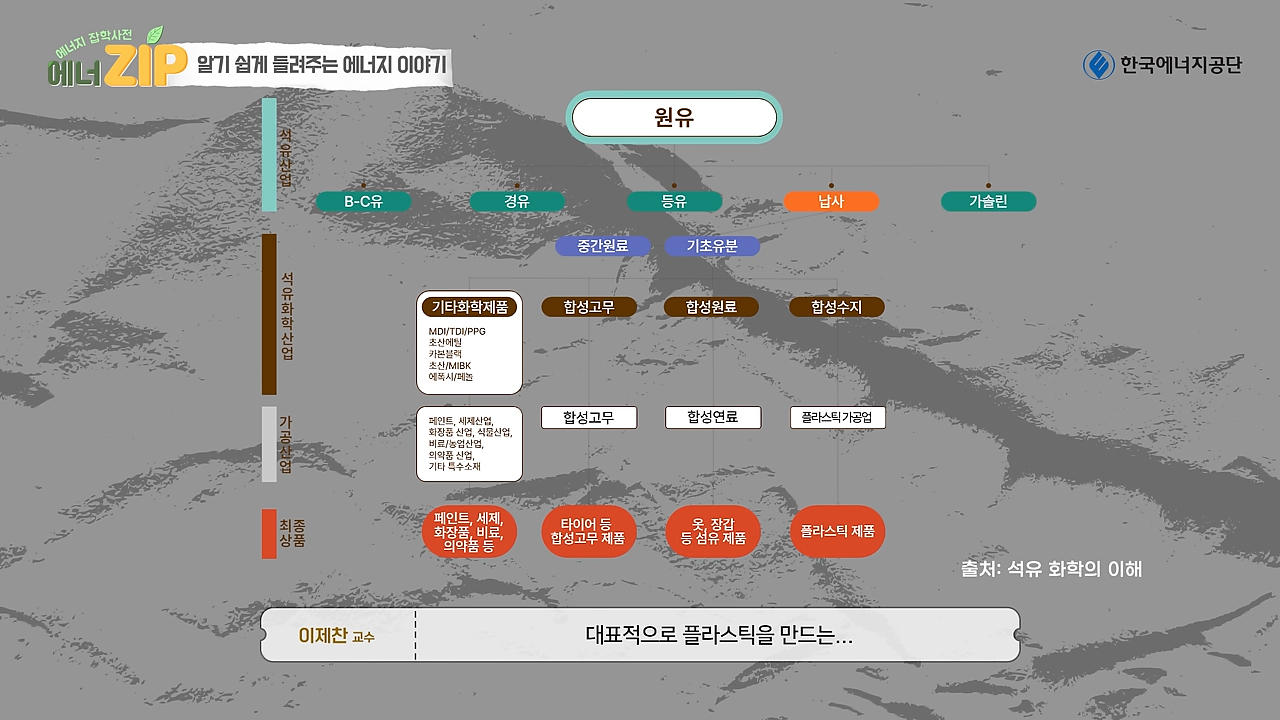 에너지 잡학사전
에너ZIP
알기 쉽게 들려주는 에너지 이야기
한국에너지공단
원유
석유산업
B-C유
경유
등유
납사
가솔린
중간원료
기초유분
석유화학산업
기타화학제품
합성고무
합성원료
합성수지
MDI/TDI/PPG
초산에틸
카본블랙
초산/MIBK
에폭시/페놀
가공산업
페인트, 세제산업,
화장품 산업, 식물산업,
비료/농업산업,
의약품 산업,
기타 특수소재
합성고무
합성연료
플라스틱 가공업
최종
상품
페인트, 세제,
화장품, 비료,
의약품 등
타이어 등
합성고무 제품
옷, 장갑
등 섬유 제품
플라스틱 제품
출처: 석유 화학의 이해
이제찬 교수
대표적으로 플라스틱을 만드는...